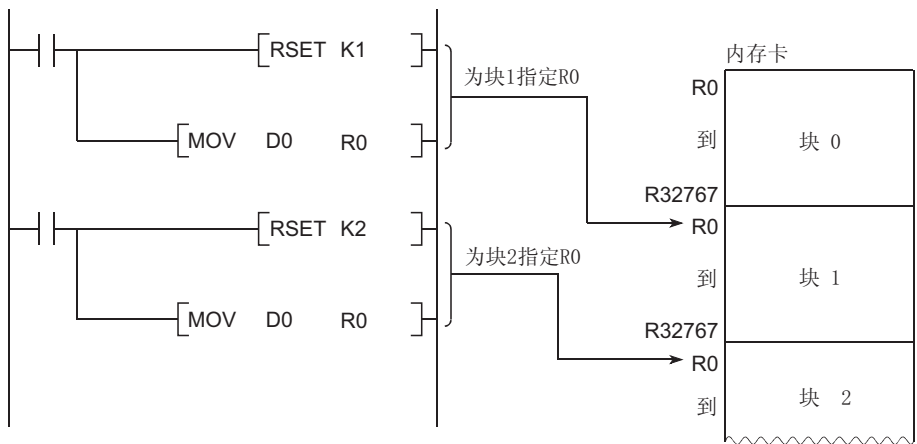 RSET K1
为块1指定R0
MOV D0 R0
RSET K2
为块2指定R0
MOV D0 R0
内存卡
R0
到
块 0
R32767
R0
到
块 1
R32767
R0
到
块 2